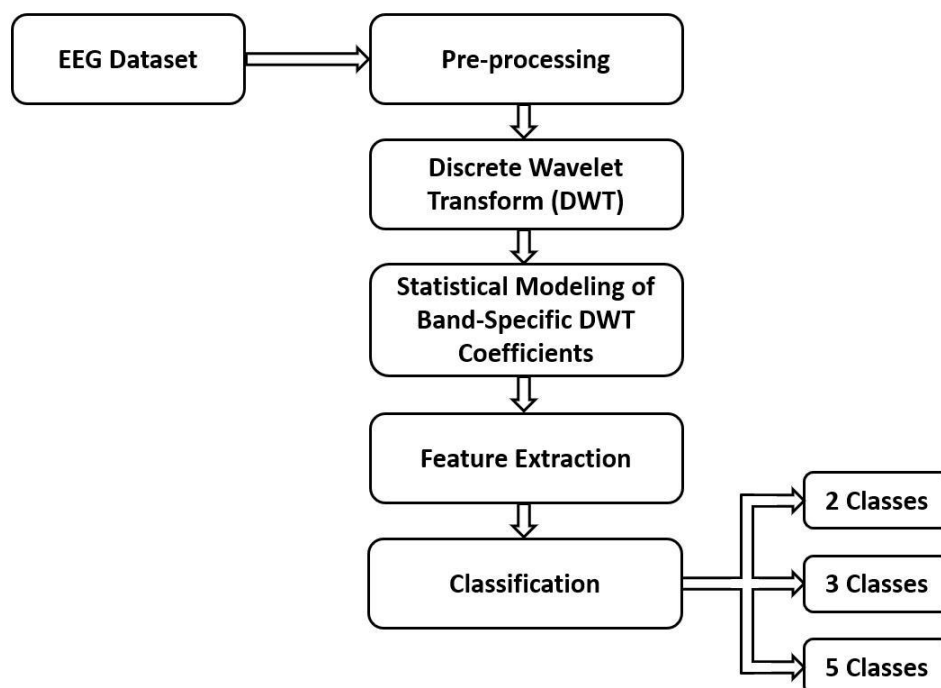 EEG Dataset
Pre-processing
Discrete Wavelet
Transform (DWT)
Statistical Modeling of
Band-Specific DWT
Coefficients
Feature Extraction
Classification
2 Classes
3 Classes
5 Classes